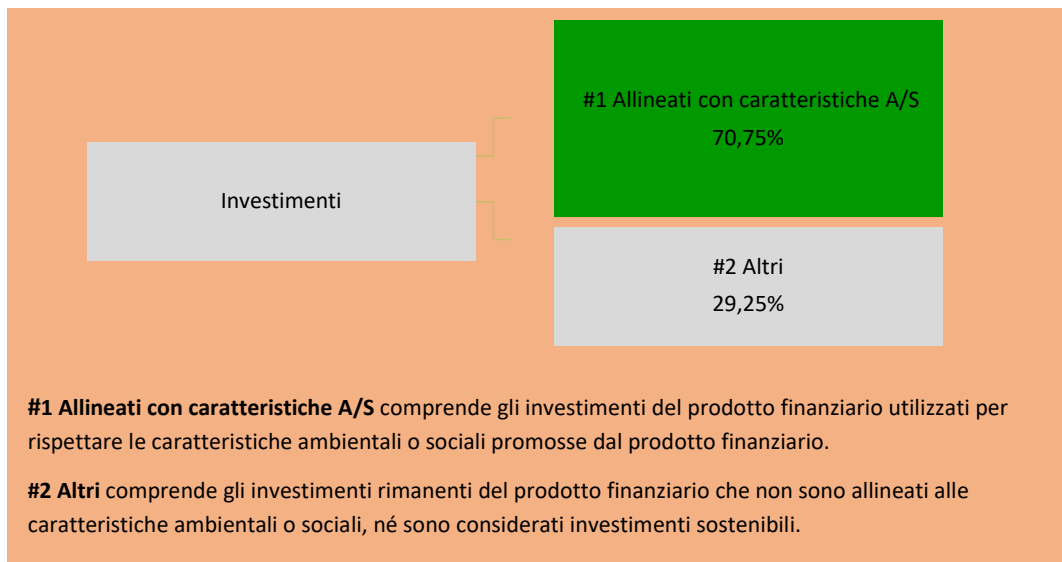 #1 Allineati con caratteristiche A/S
70,75%
Investimenti
#2 Altri
29,25%
#1 Allineati con caratteristiche A/S comprende gli investimenti del prodotto finanziario utilizzati per
rispettare le caratteristiche ambientali o sociali promosse dal prodotto finanziario.
#2 Altri comprende gli investimenti rimanenti del prodotto finanziario che non sono allineati alle
caratteristiche ambientali o sociali, né sono considerati investimenti sostenibili.